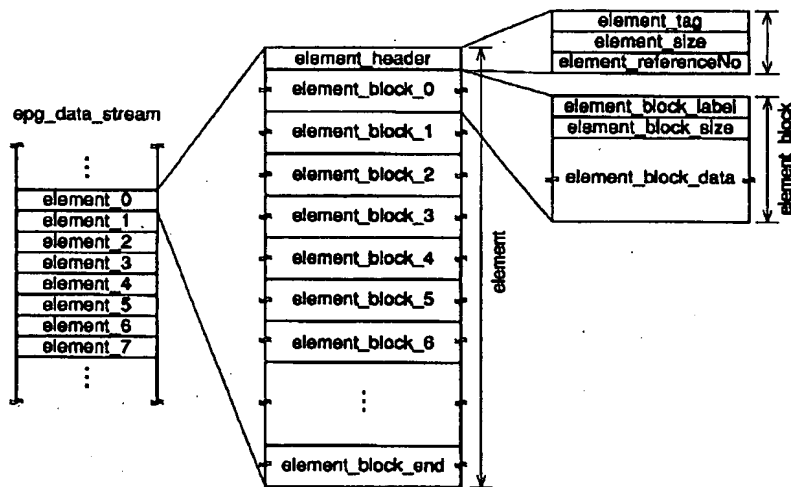 epg_data_stream
element_0
element_1
element_2
element_3
element_4
element_5
element_6
element_7
element_header
element_block_0
element_block_1
element_block_2
element_block_3
element_block_4
element_block_5
element_block_6
element_block_end
element
element_tag
element_size
element_referenceNo
element_block_label
element_block_size
element_block_data
element_block